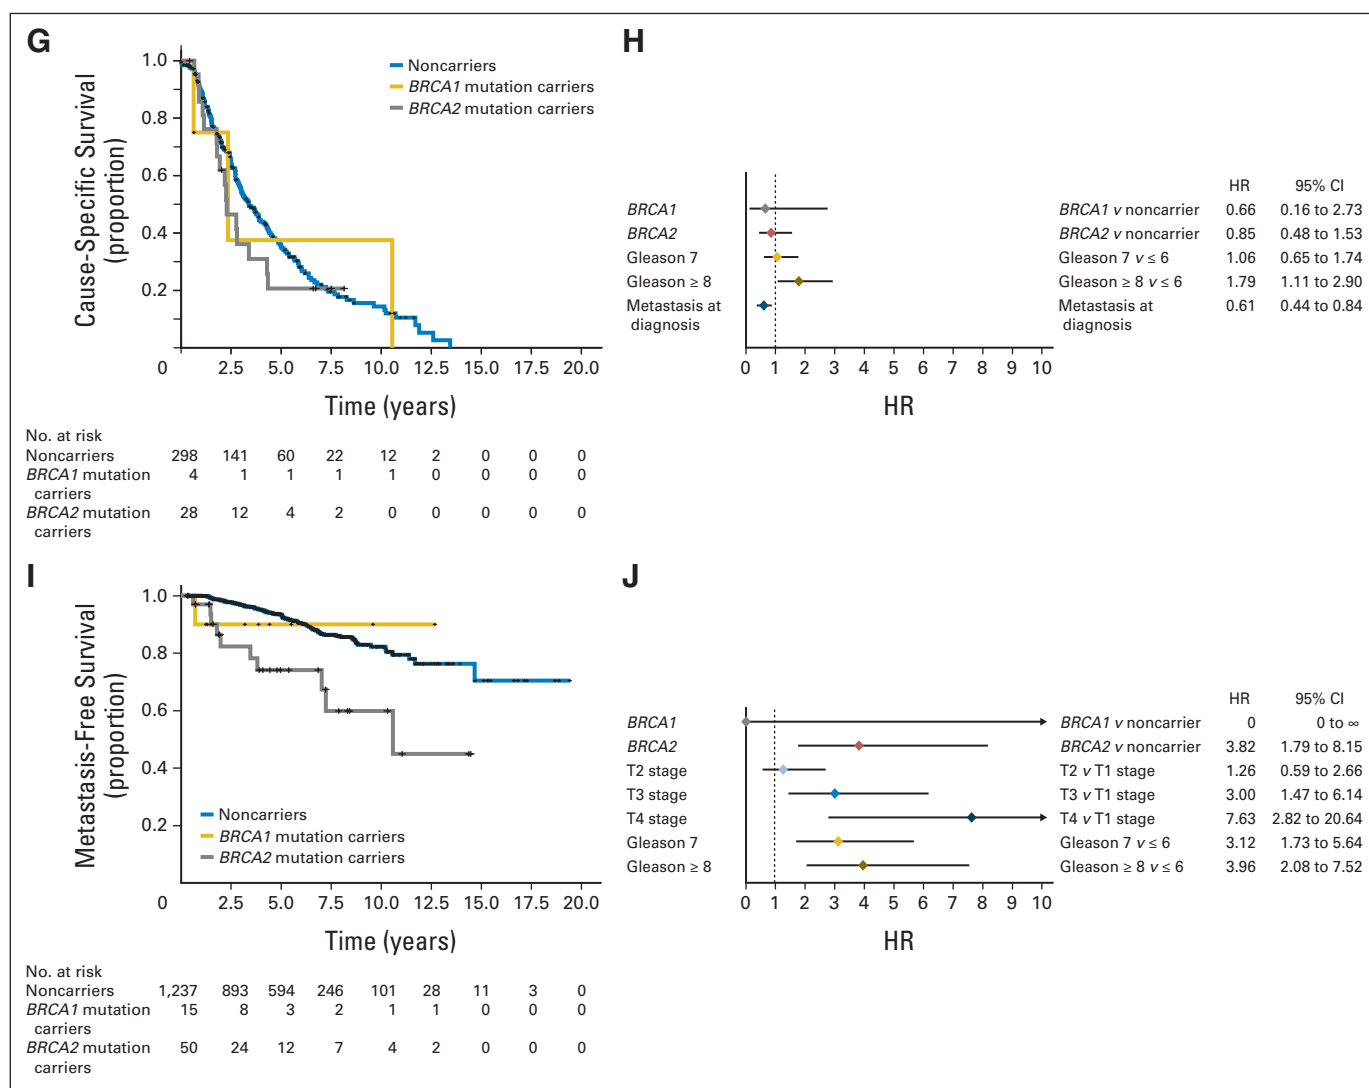 G
Cause-Specific Survival
(proportion)
1.0
0.8
0.6
0.4
0.2
Noncarriers
BRCA1 mutation carriers
BRCA2 mutation carriers
0 2.5 5.0 7.5 10.0 12.5 15.0 17.5 20.0
Time (years)
No. at risk
Noncarriers 298 141 60 22 12 2 0 0 0
BRCA1 mutation 4 1 1 1 1 0 0 0 0
carriers
BRCA2 mutation 28 12 4 2 0 0 0 0 0
carriers
H
HR 95% CI
BRCA1 BRCA1 v noncarrier 0.66 0.16 to 2.73
BRCA2 BRCA2 v noncarrier 0.85 0.48 to 1.53
Gleason 7 Gleason 7 v ≤ 6 1.06 0.65 to 1.74
Gleason ≥ 8 Gleason ≥ 8 v ≤ 6 1.79 1.11 to 2.90
Metastasis at Metastasis at 0.61 0.44 to 0.84
diagnosis diagnosis
0 1 2 3 4 5 6 7 8 9 10
HR
I
Metastasis-Free Survival
(proportion)
1.0
0.8
0.6
0.4
0.2
Noncarriers
BRCA1 mutation carriers
BRCA2 mutation carriers
0 2.5 5.0 7.5 10.0 12.5 15.0 17.5 20.0
Time (years)
No. at risk
Noncarriers 1,237 893 594 246 101 28 11 3 0
BRCA1 mutation 15 8 3 2 1 1 0 0 0
carriers
BRCA2 mutation 50 24 12 7 4 2 0 0 0
carriers
J
HR 95% CI
BRCA1 BRCA1 v noncarrier 0 0 to ∞
BRCA2 BRCA2 v noncarrier 3.82 1.79 to 8.15
T2 stage T2 v T1 stage 1.26 0.59 to 2.66
T3 stage T3 v T1 stage 3.00 1.47 to 6.14
T4 stage T4 v T1 stage 7.63 2.82 to 20.64
Gleason 7 Gleason 7 v ≤ 6 3.12 1.73 to 5.64
Gleason ≥ 8 Gleason ≥ 8 v ≤ 6 3.96 2.08 to 7.52
0 1 2 3 4 5 6 7 8 9 10
HR